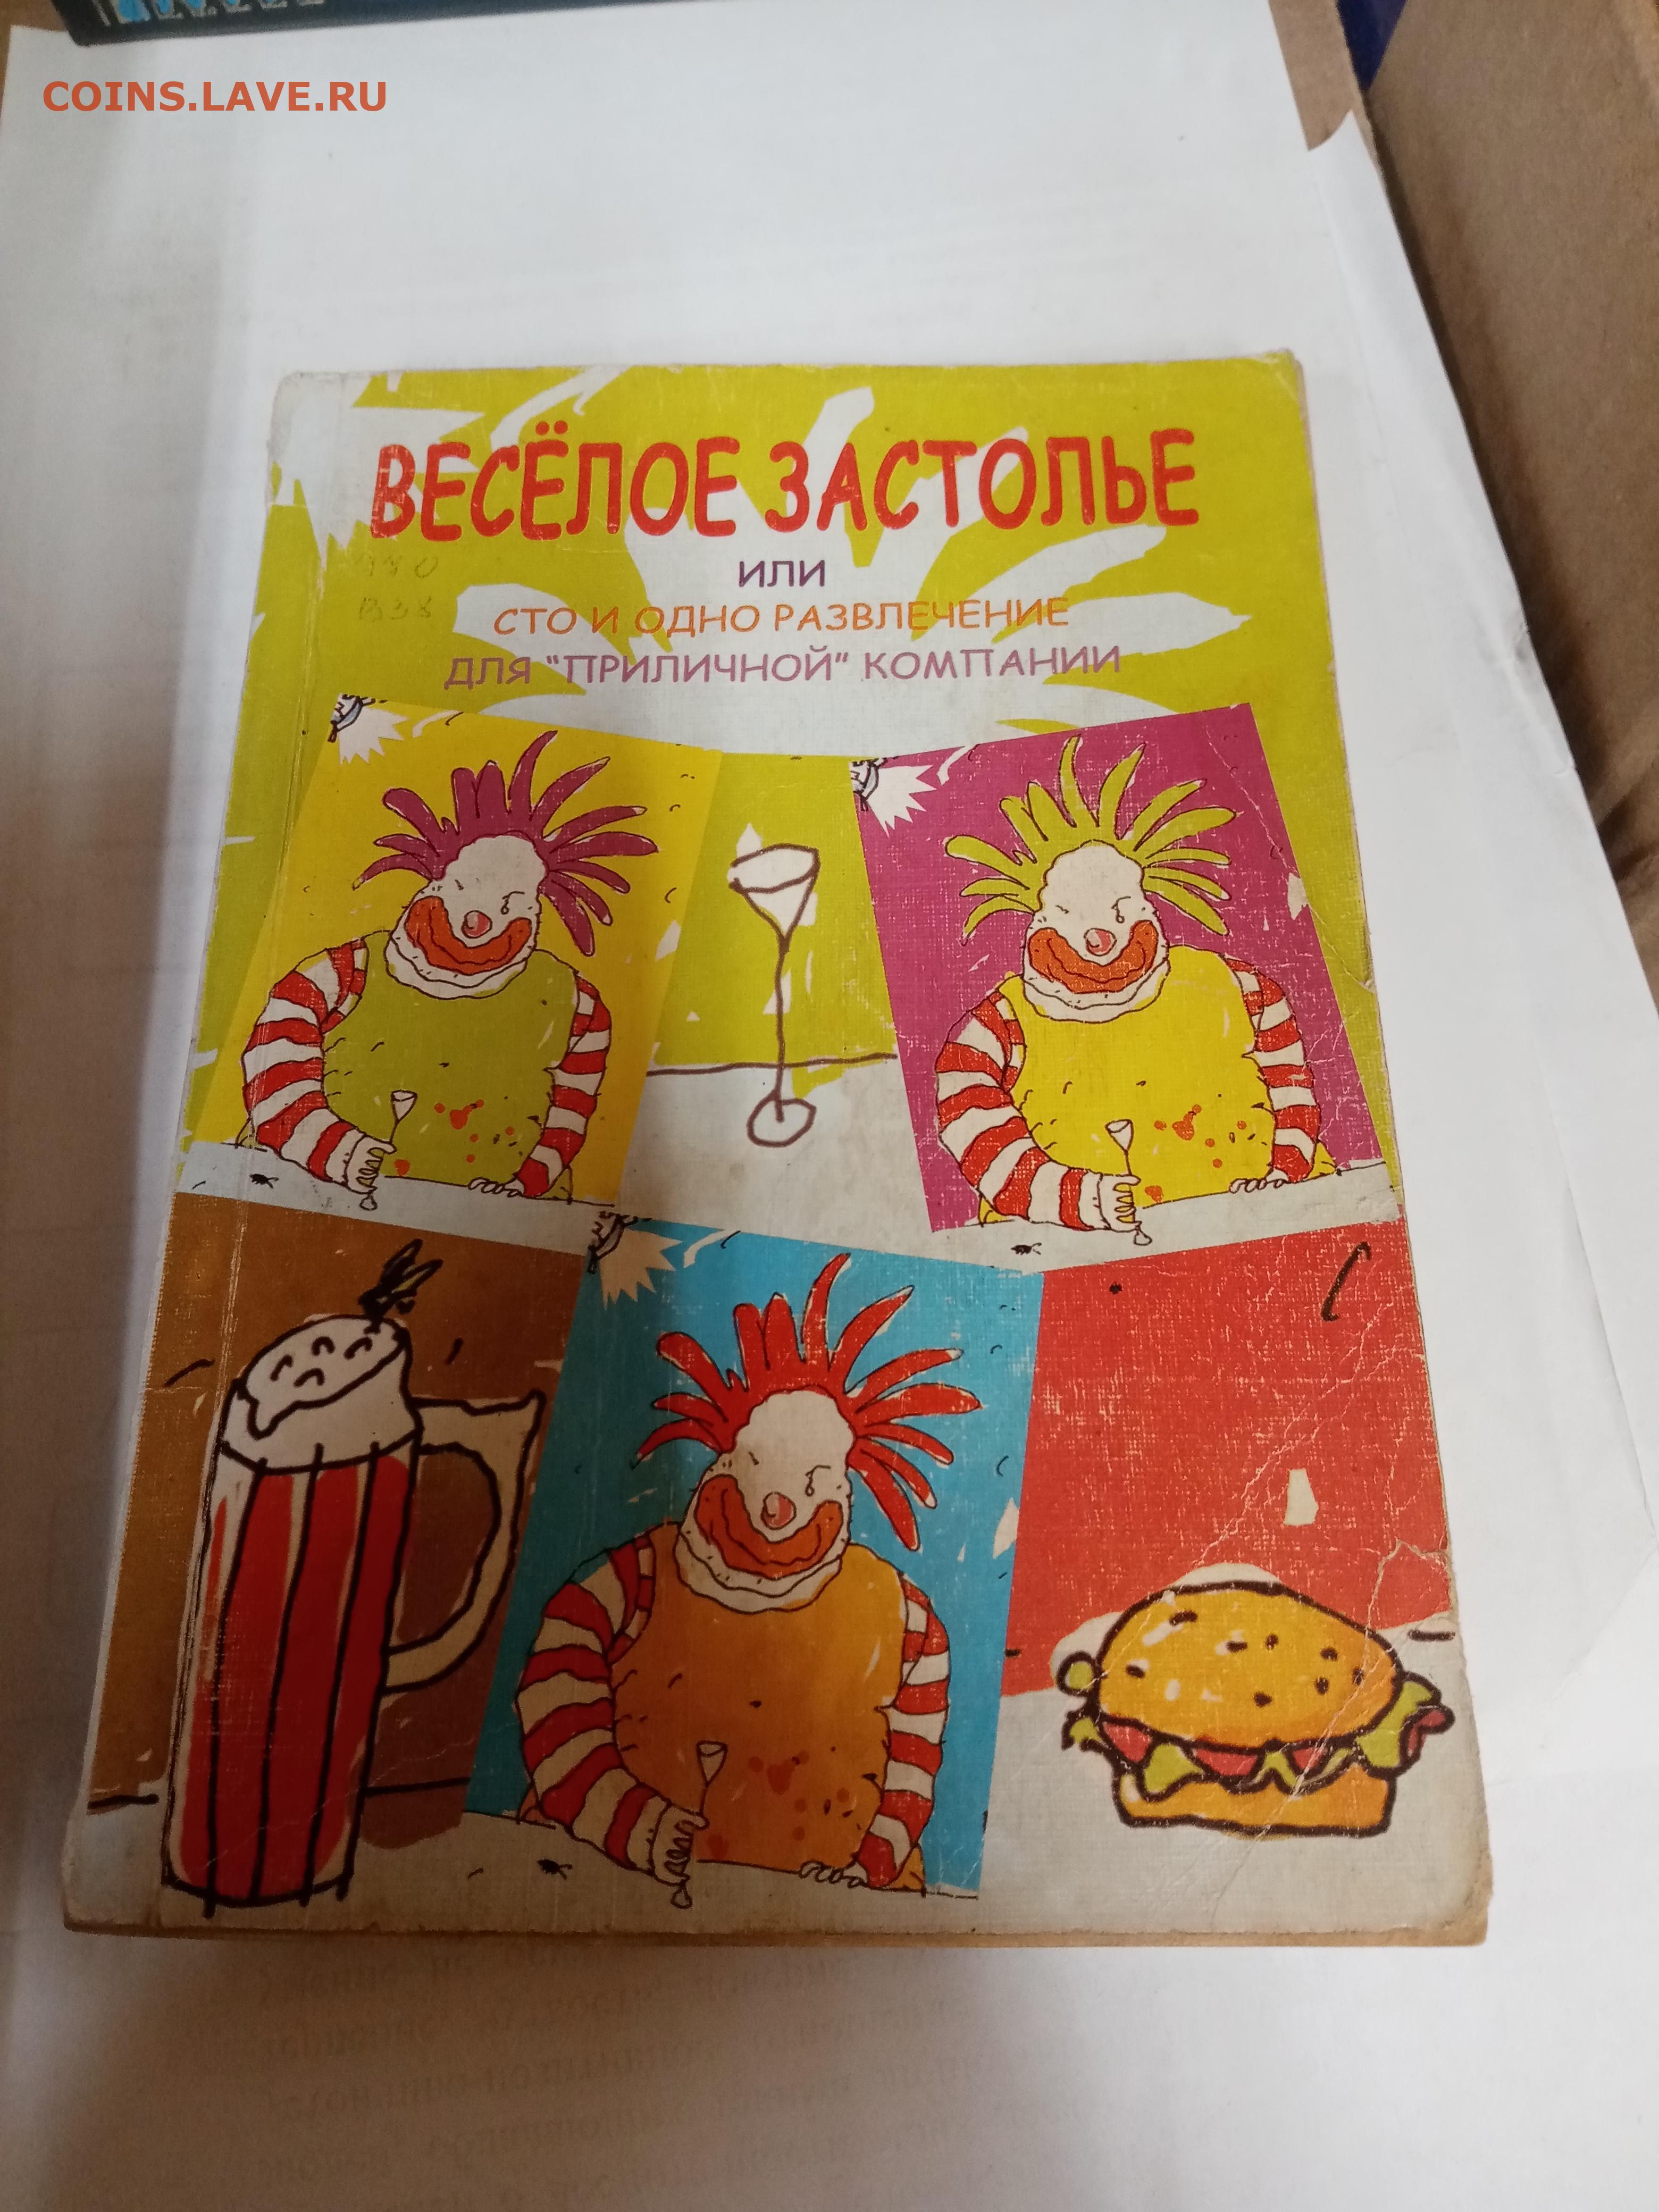 COINS.LAVE.RU
ВЕСЁЛОЕ ЗАСТОЛЬЕ
ИЛИ
СТО И ОДНО РАЗВЛЕЧЕНИЕ
ДЛЯ "ПРИЛИЧНОЙ" КОМПАНИИ